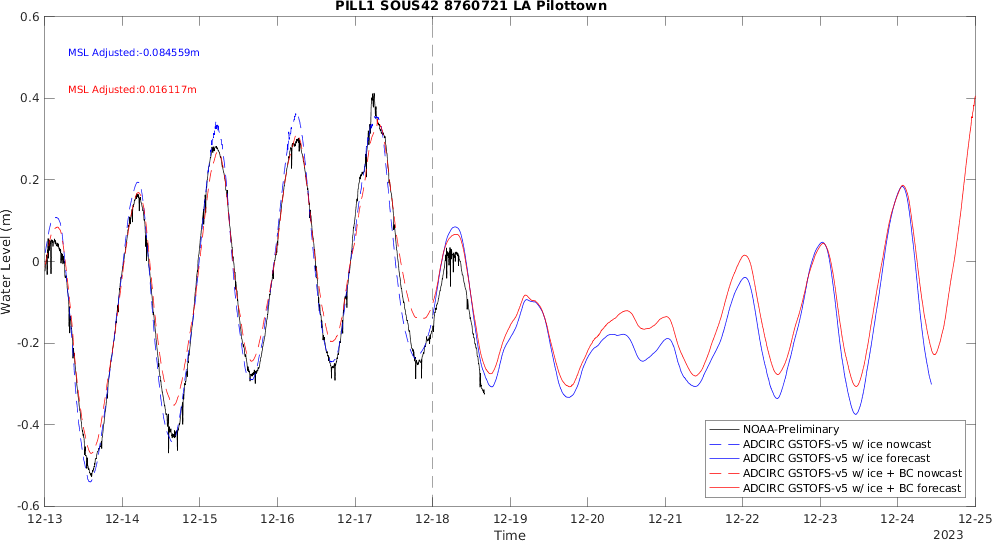 PILL1 SOUS42 8760721 LA Pilottown
0.6
MSL Adjusted:-0.084559m
MSL Adjusted:0.016117m
0.4
0.2
0
-0.2
-0.4
-0.6
Water Level (m)
NOAA-Preliminary
ADCIRC GSTOFS-v5 w/ ice nowcast
ADCIRC GSTOFS-v5 w/ ice forecast
ADCIRC GSTOFS-v5 w/ ice + BC nowcast
ADCIRC GSTOFS-v5 w/ ice + BC forecast
12-13 12-14 12-15 12-16 12-17 12-18 12-19 12-20 12-21 12-22 12-23 12-24 12-25
Time
2023